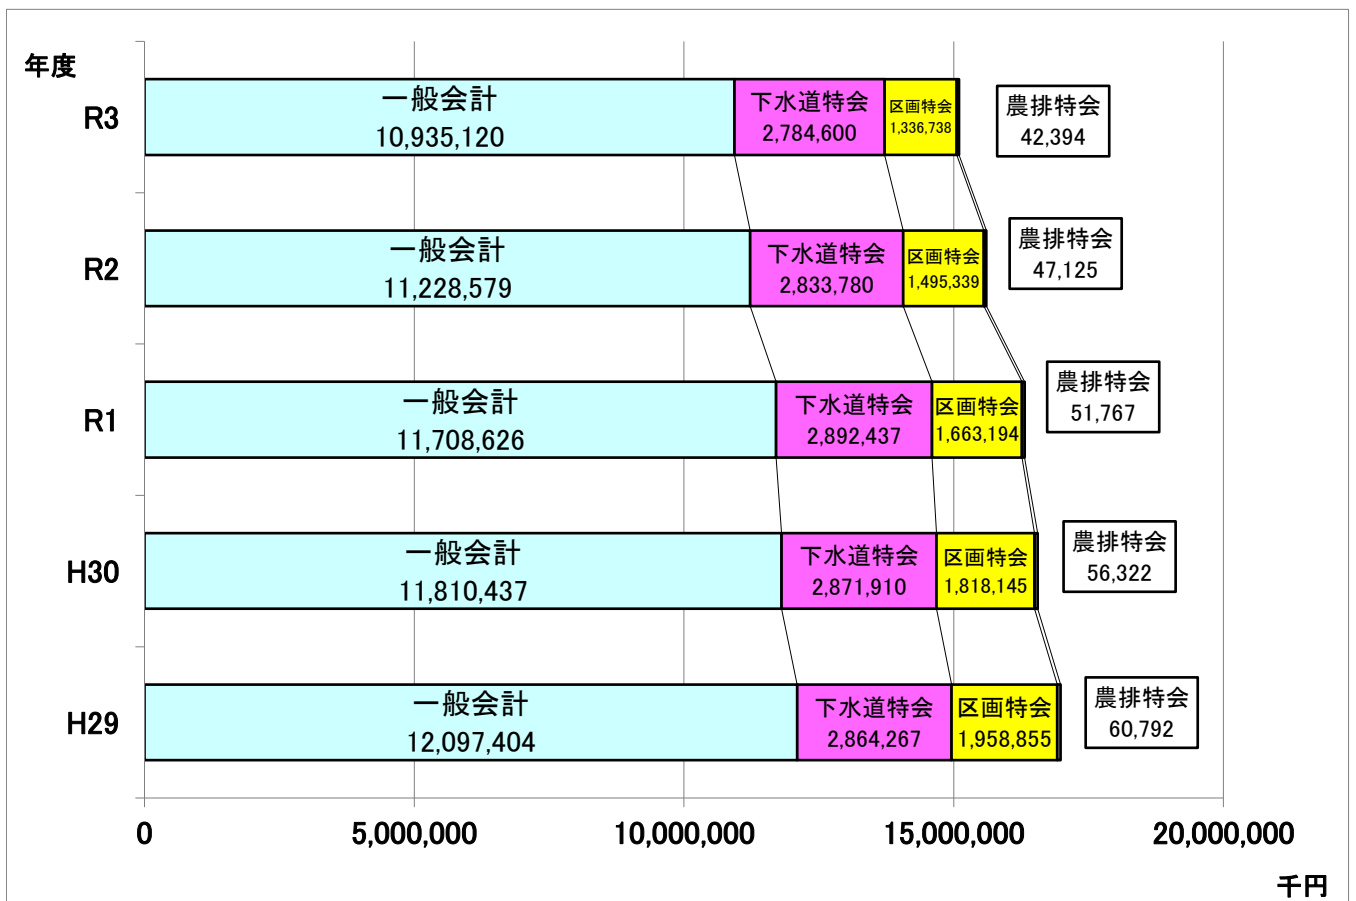 年度
R3
一般会計
10,935,120
下水道特会
2,784,600
区画特会
1,336,738
農排特会
42,394
R2
一般会計
11,228,579
下水道特会
2,833,780
区画特会
1,495,339
農排特会
47,125
R1
一般会計
11,708,626
下水道特会
2,892,437
区画特会
1,663,194
農排特会
51,767
H30
一般会計
11,810,437
下水道特会
2,871,910
区画特会
1,818,145
農排特会
56,322
H29
一般会計
12,097,404
下水道特会
2,864,267
区画特会
1,958,855
農排特会
60,792
0 5,000,000 10,000,000 15,000,000 20,000,000
千円